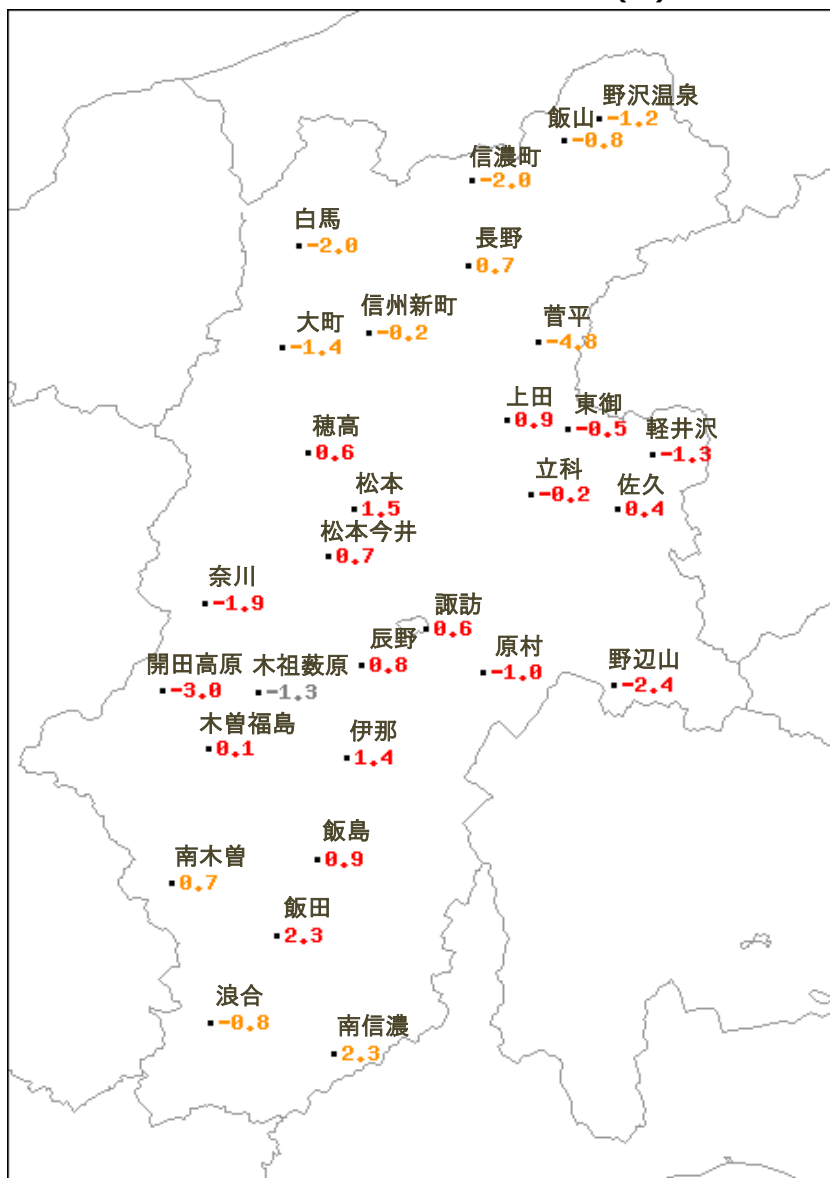 野沢温泉
-1.2
飯山
-0.8
信濃町
-2.0
白馬
-2.0
長野
0.7
信州新町
-0.2
大町
-1.4
菅平
-4.8
上田
0.9
東御
-0.5
軽井沢
-1.3
穂高
0.6
立科
-0.2
佐久
0.4
松本
1.5
松本今井
0.7
奈川
-1.9
諏訪
0.6
辰野
0.8
原村
-1.0
野辺山
-2.4
開田高原
-3.0
木祖薮原
-1.3
木曽福島
0.1
伊那
1.4
飯島
0.9
南木曽
0.7
飯田
2.3
浪合
-0.8
南信濃
2.3